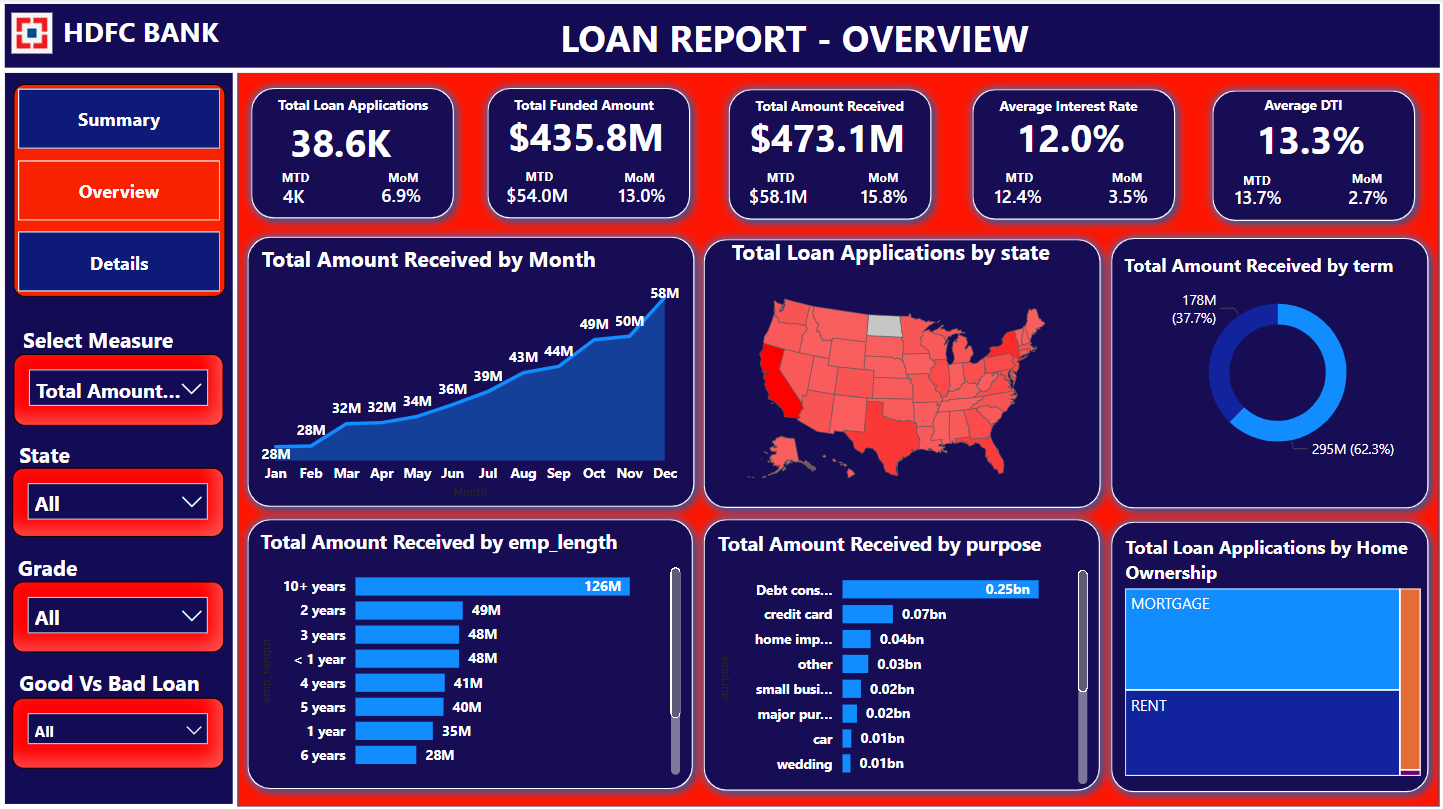 HDFC BANK
LOAN REPORT - OVERVIEW
Summary
Overview
Details
Select Measure
Total Amount...
State
All
Grade
All
Good Vs Bad Loan
All
Total Loan Applications
38.6K
MTD
4K
MoM
6.9%
Total Funded Amount
$435.8M
MTD
$54.0M
MoM
13.0%
Total Amount Received
$473.1M
MTD
$58.1M
MoM
15.8%
Average Interest Rate
12.0%
MTD
12.4%
MoM
3.5%
Average DTI
13.3%
MTD
13.7%
MoM
2.7%
Total Amount Received by Month
28M
28M
32M
32M
34M
36M
39M
43M
44M
49M
50M
58M
Jan Feb Mar Apr May Jun Jul Aug Sep Oct Nov Dec
Month
Total Loan Applications by state
Total Amount Received by term
178M
(37.7%)
295M (62.3%)
Total Amount Received by emp_length
emp_length
10+ years 126M
2 years 49M
3 years 48M
< 1 year 48M
4 years 41M
5 years 40M
1 year 35M
6 years 28M
Total Amount Received by purpose
purpose
Debt cons... 0.25bn
credit card 0.07bn
home imp... 0.04bn
other 0.03bn
small busi... 0.02bn
major pur... 0.02bn
car 0.01bn
wedding 0.01bn
Total Loan Applications by Home
Ownership
MORTGAGE
RENT